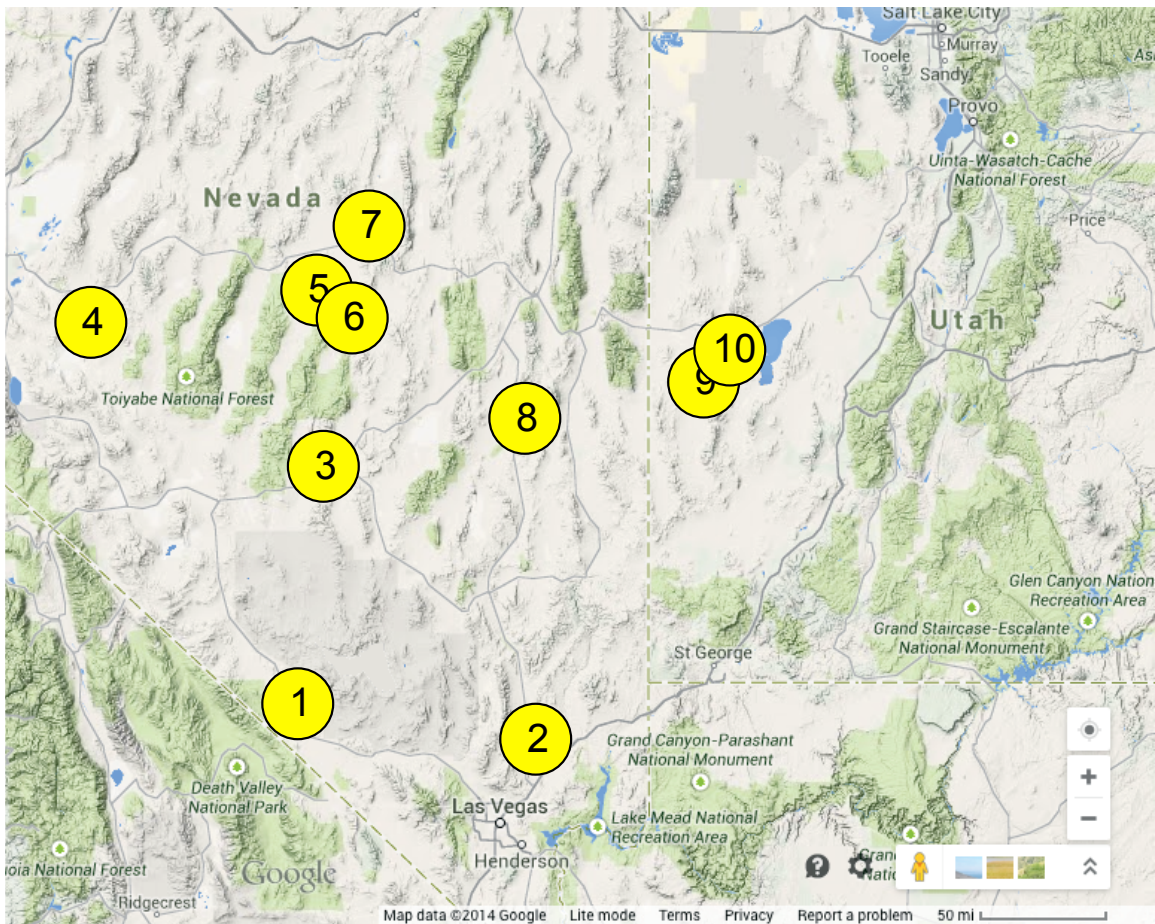 Salt Lake City
Murray
Tooele
Sandy
Provo
Uinta-Wasatch-Cache
National Forest
Price
Nevada
7
5
6
4
Utah
10
9
Toiyabe National Forest
8
3
Glen Canyon Nation
Recreation Area
Grand Staircase-Escalante
National Monument
St George
1
2
Grand Canyon-Parashant
National Monument
Death Valley
National Park
Las Vegas
Lake Mead National
Recreation Area
Henderson
oia National Forest
Google
Ridgecrest
+
−
?
Map data ©2014 Google Lite mode Terms Privacy Report a problem 50 mi